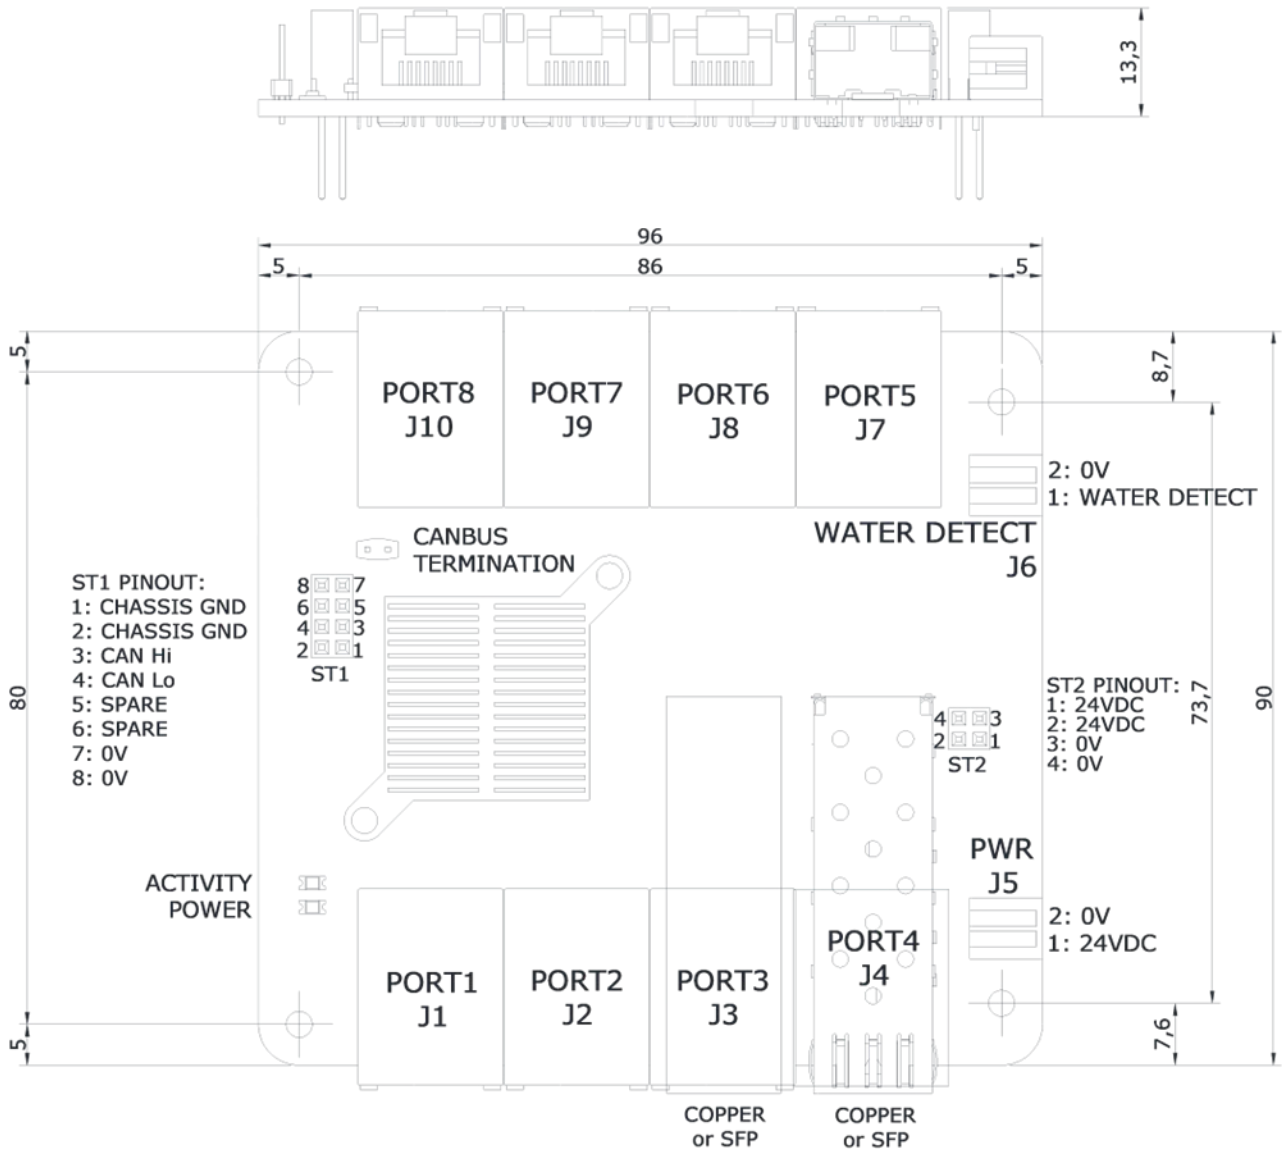 13,3
96
5
86
5
5
8,7
PORT8
J10
PORT7
J9
PORT6
J8
PORT5
J7
2: 0V
1: WATER DETECT
WATER DETECT
J6
CANBUS
TERMINATION
ST1 PINOUT:
1: CHASSIS GND
2: CHASSIS GND
3: CAN Hi
4: CAN Lo
5: SPARE
6: SPARE
7: 0V
8: 0V
8 7
6 5
4 3
2 1
ST1
80
ST2 PINOUT:
1: 24VDC
2: 24VDC
3: 0V
4: 0V
4 3
2 1
ST2
73,7
90
PWR
J5
2: 0V
1: 24VDC
ACTIVITY
POWER
PORT1
J1
PORT2
J2
PORT3
J3
PORT4
J4
5
7,6
COPPER
or SFP
COPPER
or SFP